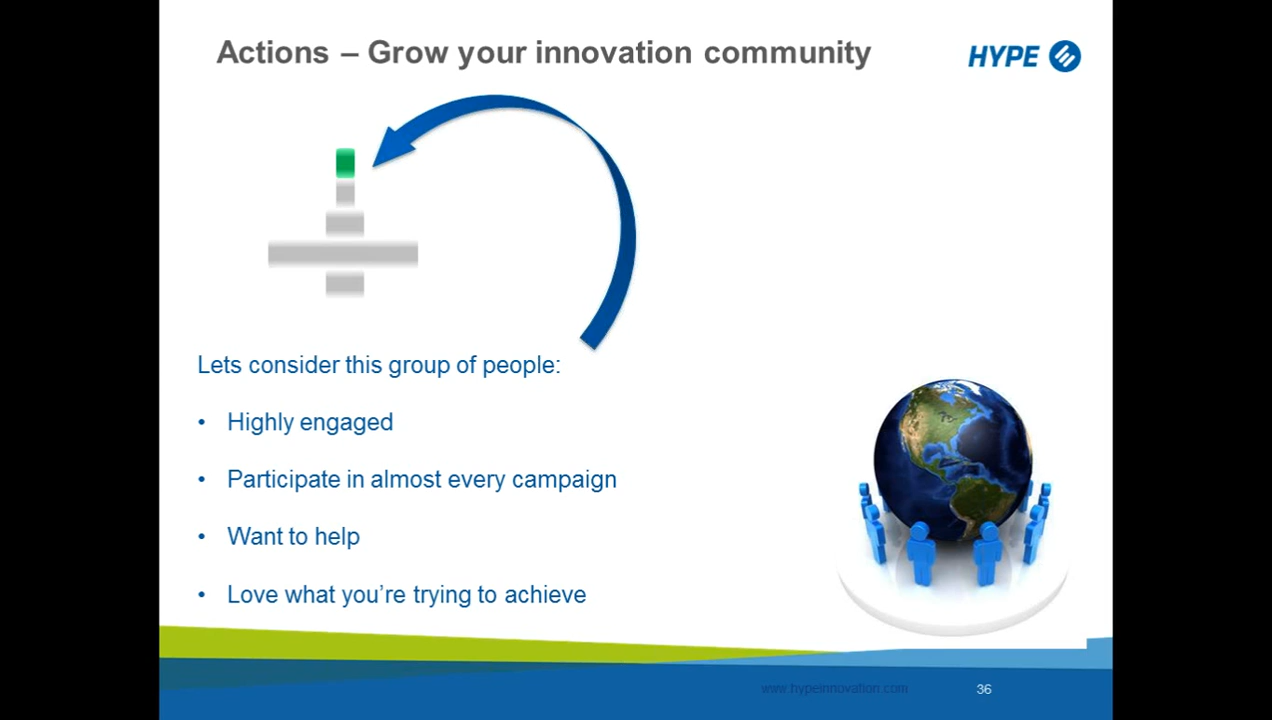 Actions – Grow your innovation community
HYPE
Lets consider this group of people:
• Highly engaged
• Participate in almost every campaign
• Want to help
• Love what you’re trying to achieve
www.hypeinnovation.com
36